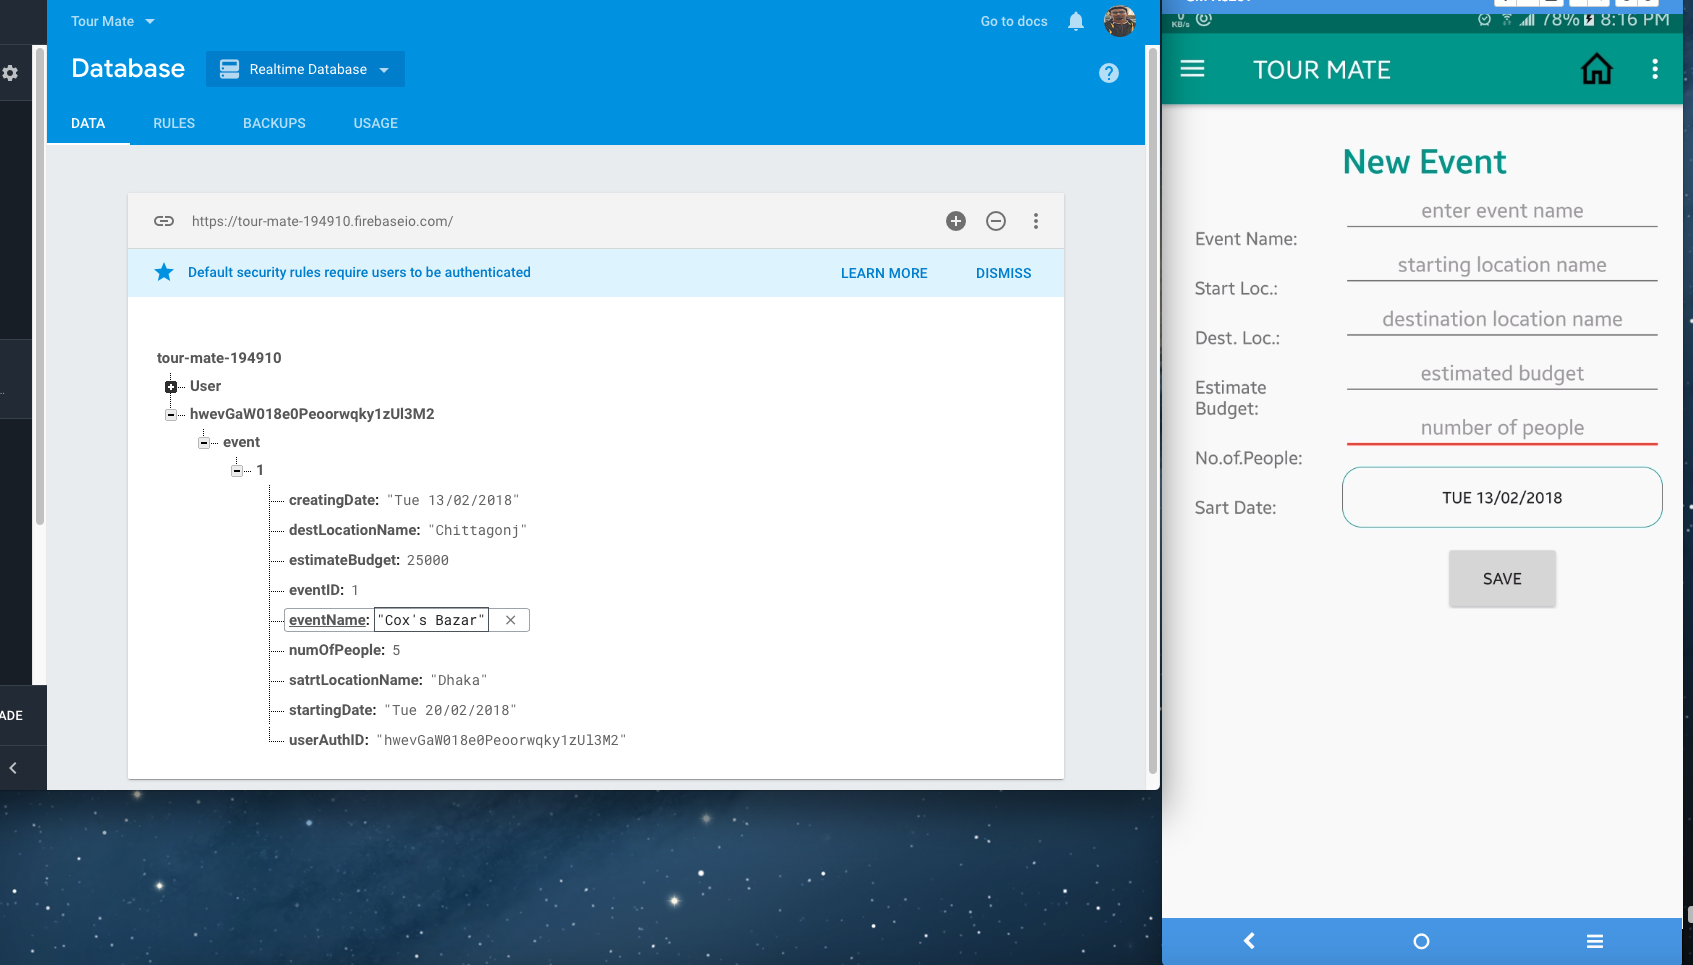 Tour Mate
Go to docs
Database
Realtime Database
DATA
RULES
BACKUPS
USAGE
https://tour-mate-194910.firebaseio.com/
Default security rules require users to be authenticated
LEARN MORE
DISMISS
tour-mate-194910
User
hwevGaW018e0Peoorwqky1zUl3M2
event
1
creatingDate: "Tue 13/02/2018"
destLocationName: "Chittagonj"
estimateBudget: 25000
eventID: 1
eventName: "Cox's Bazar"
numOfPeople: 5
satrtLocationName: "Dhaka"
startingDate: "Tue 20/02/2018"
userAuthID: "hwevGaW018e0Peoorwqky1zUl3M2"
ADE
0
KB/s
78%
8:16 PM
TOUR MATE
New Event
enter event name
Event Name:
starting location name
Start Loc.:
destination location name
Dest. Loc.:
estimated budget
Estimate
Budget:
number of people
No.of.People:
TUE 13/02/2018
Sart Date:
SAVE